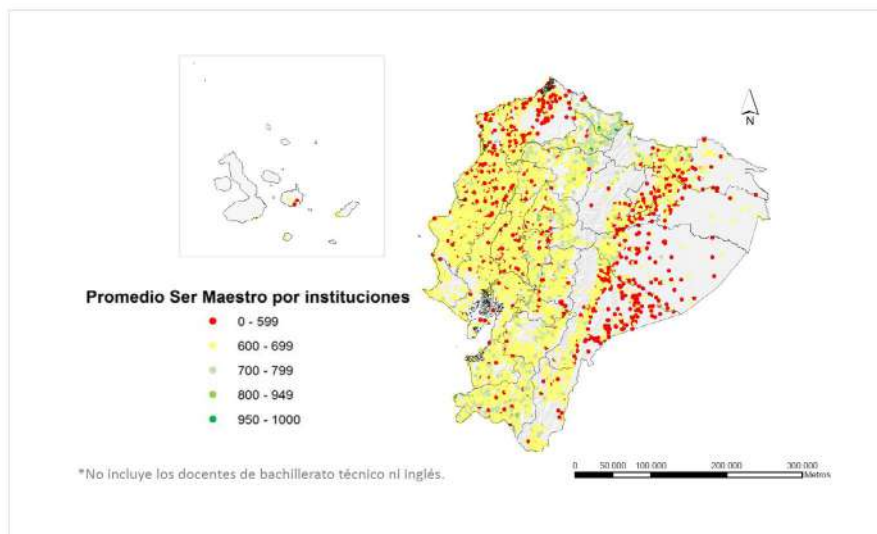 N
Promedio Ser Maestro por instituciones
0 - 599
600 - 699
700 - 799
800 - 949
950 - 1000
0 50.000 100.000 200.000 300.000
Metros
*No incluye los docentes de bachillerato técnico ni inglés.